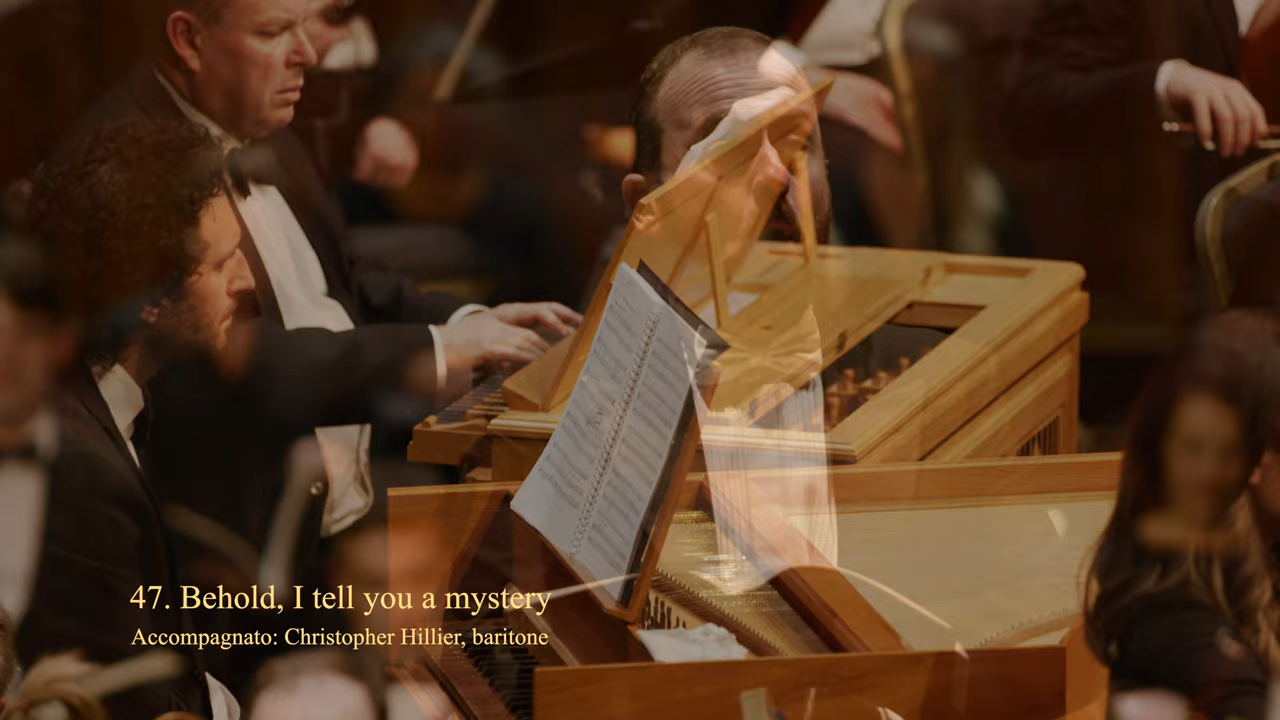 47. Behold, I tell you a mystery
Accompagnato: Christopher Hillier, baritone